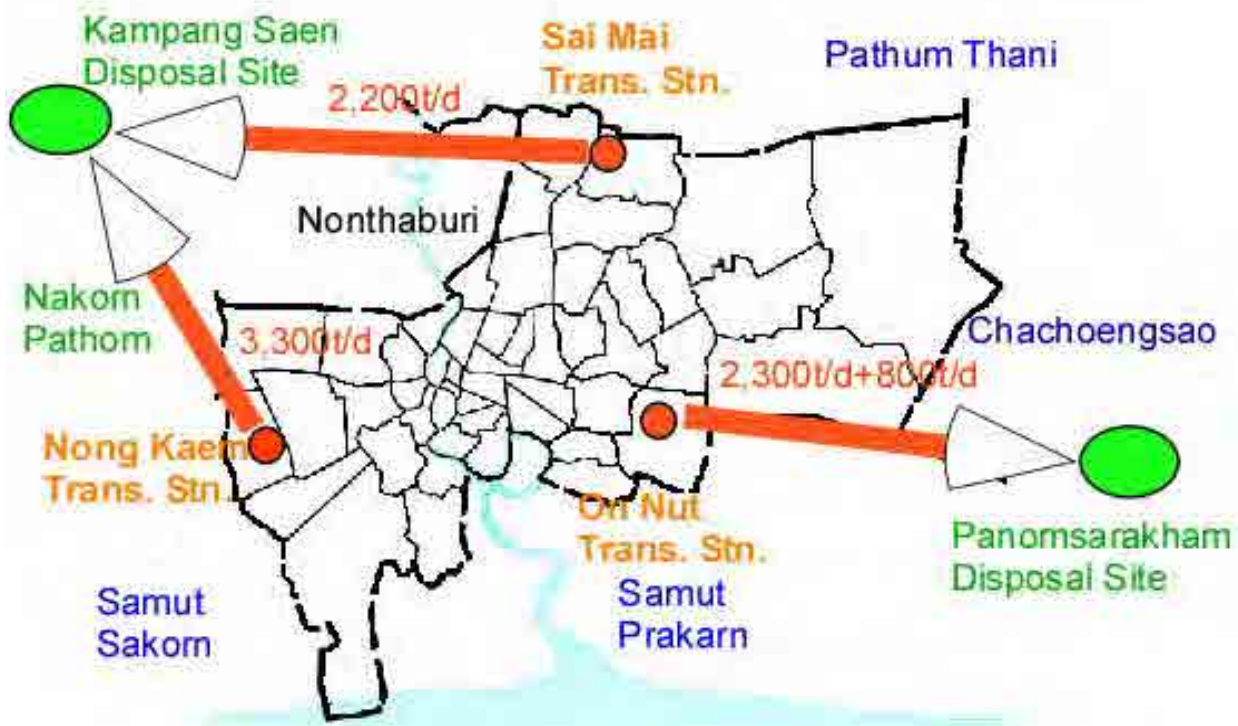 Kampang Saen
Disposal Site
Sai Mai
Trans. Stn.
Pathum Thani
2,200t/d
Nonthaburi
Nakorn
Pathom
3,300t/d
Chachoengsao
2,300t/d+800t/d
Nong Kaem
Trans. Stn.
On Nut
Trans. Stn.
Panomsarakham
Disposal Site
Samut
Sakorn
Samut
Prakarn